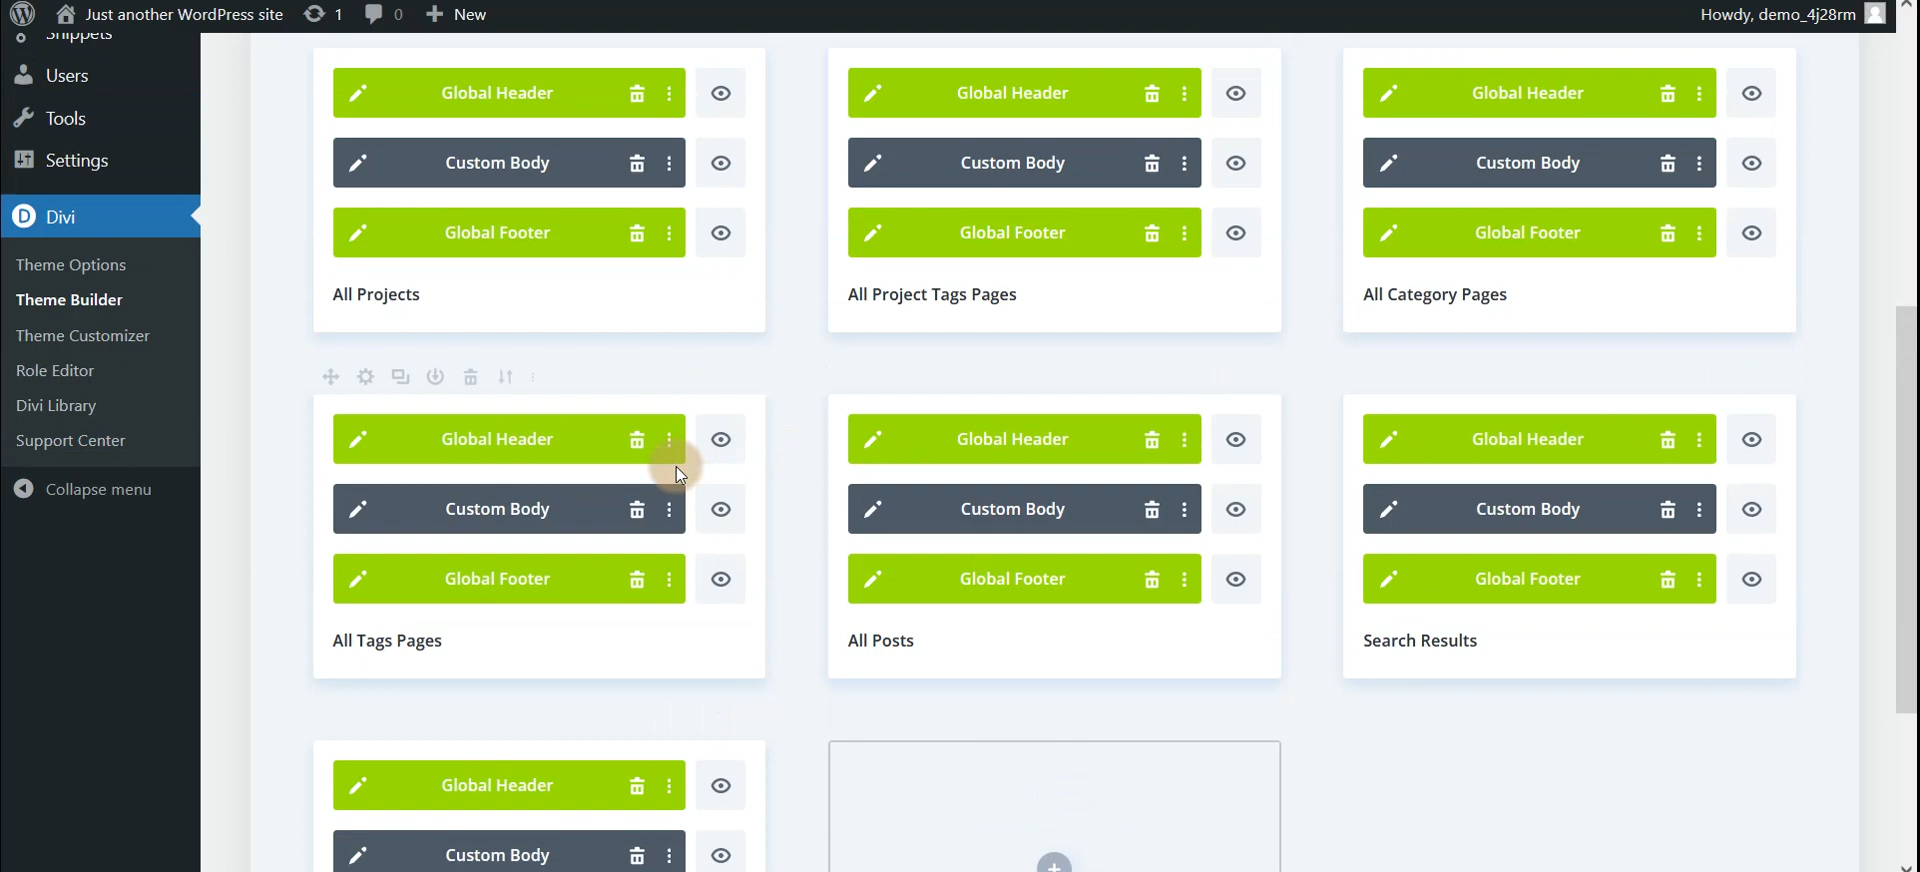 Just another WordPress site 1 0 New Howdy, demo_4j28rm
Snippets
Users
Tools
Settings
Divi
Theme Options
Theme Builder
Theme Customizer
Role Editor
Divi Library
Support Center
Collapse menu
Global Header Global Header Global Header
Custom Body Custom Body Custom Body
Global Footer Global Footer Global Footer
All Projects All Project Tags Pages All Category Pages
Global Header Global Header Global Header
Custom Body Custom Body Custom Body
Global Footer Global Footer Global Footer
All Tags Pages All Posts Search Results
Global Header
Custom Body